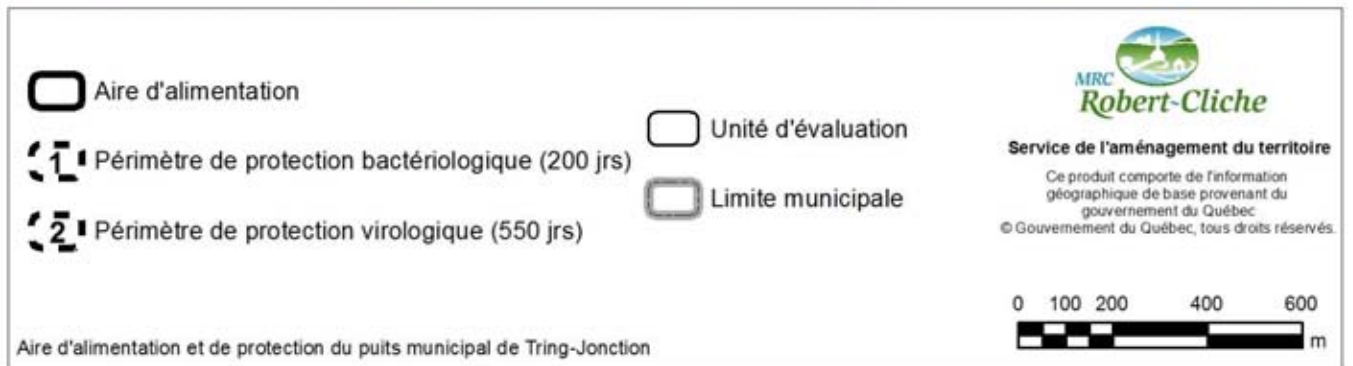 Aire d'alimentation
1 Périmètre de protection bactériologique (200 jrs)
2 Périmètre de protection virologique (550 jrs)
Unité d'évaluation
Limite municipale
MRC
Robert-Cliche
Service de l'aménagement du territoire
Ce produit comporte de l'information
géographique de base provenant du
gouvernement du Québec
© Gouvernement du Québec, tous droits réservés.
0 100 200 400 600
m
Aire d'alimentation et de protection du puits municipal de Tring-Jonction